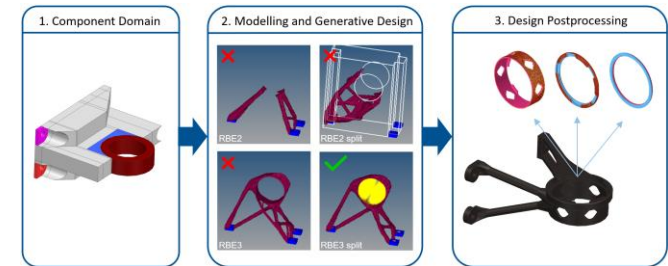 1. Component Domain
2. Modelling and Generative Design
3. Design Postprocessing
RBE2
RBE2 split
RBE3
RBE3 split